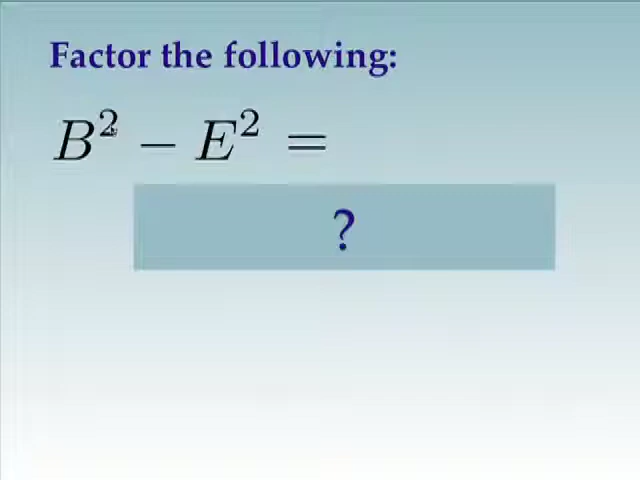 Factor the following:
B² − E² =
?